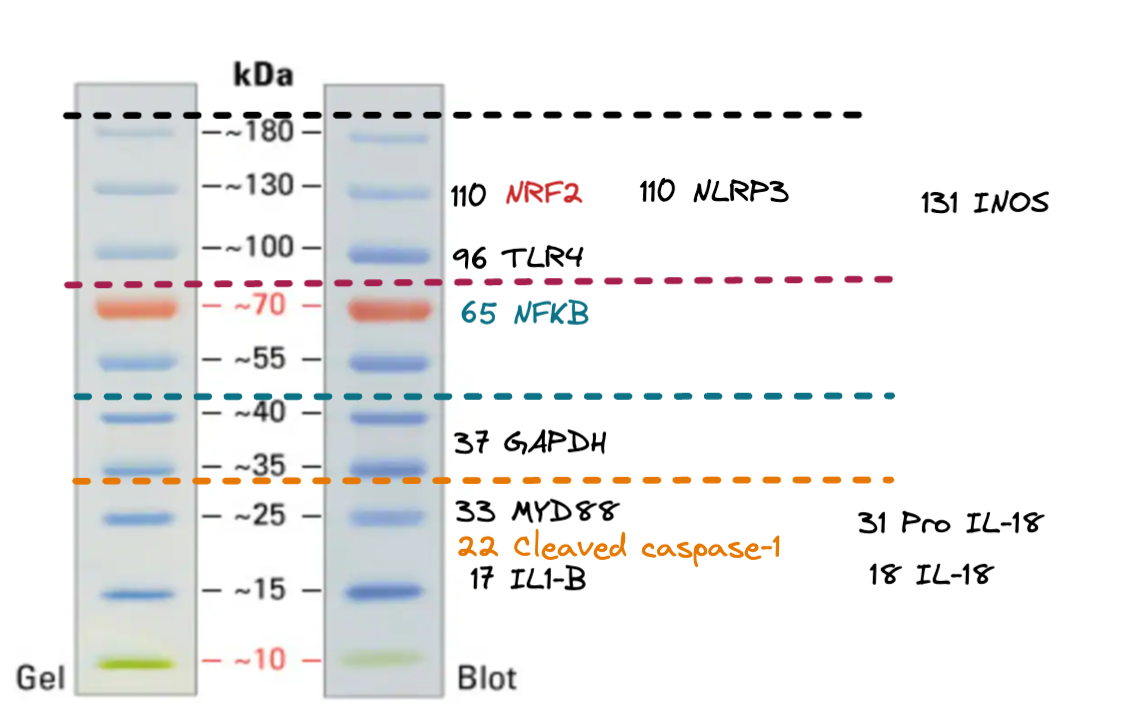 kDa
~180
~130
110 NRF2 110 NLRP3 131 INOS
~100
96 TLR4
~70
65 NFKB
~55
~40
37 GAPDH
~35
33 MYD88 31 Pro IL-18
~25
22 Cleaved caspase-1
17 IL1-B 18 IL-18
~15
~10
Gel Blot